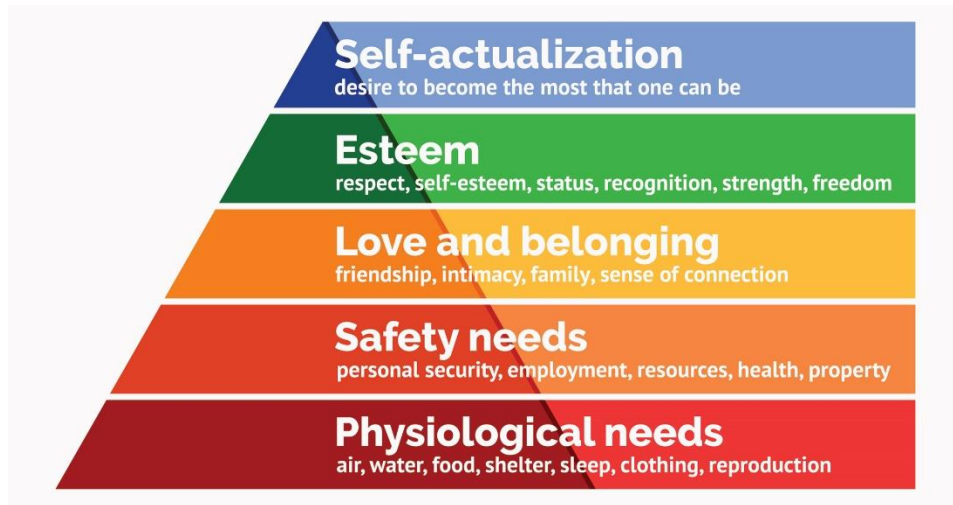 Self-actualization
desire to become the most that one can be
Esteem
respect, self-esteem, status, recognition, strength, freedom
Love and belonging
friendship, intimacy, family, sense of connection
Safety needs
personal security, employment, resources, health, property
Physiological needs
air, water, food, shelter, sleep, clothing, reproduction